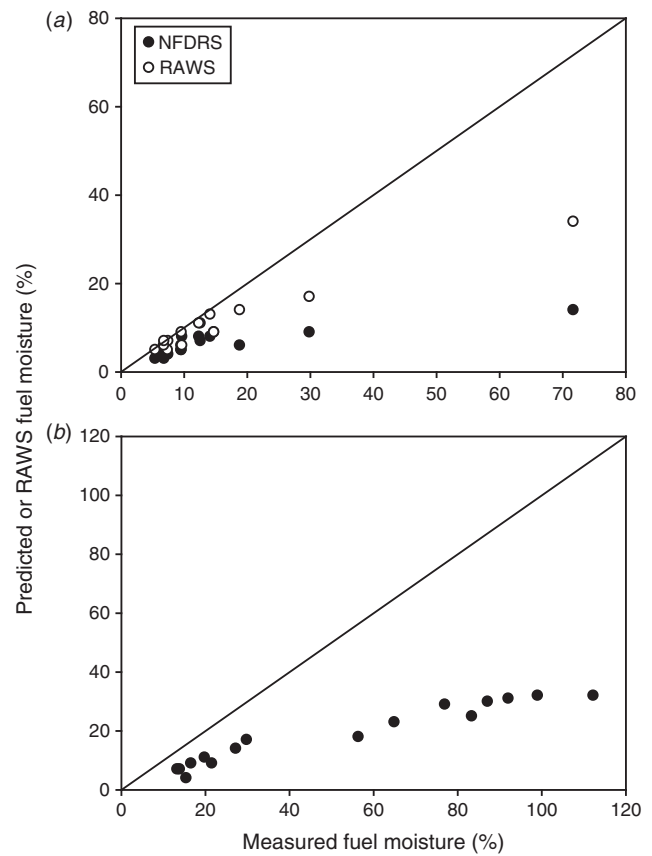 (a)
80
NFDRS
RAWS
60
40
20
0
0 10 20 30 40 50 60 70 80
Predicted or RAWS fuel moisture (%)
(b)
120
100
80
60
40
20
0
0 20 40 60 80 100 120
Measured fuel moisture (%)